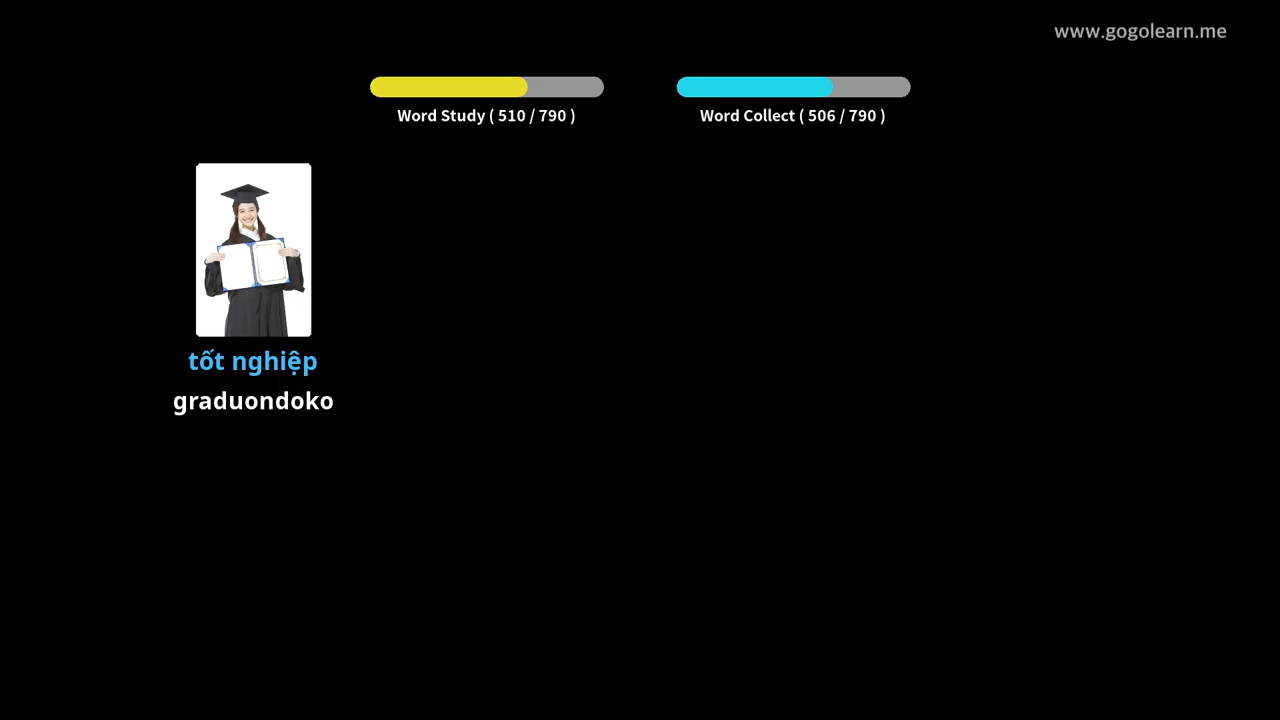 www.gogolearn.me
Word Study ( 510 / 790 )
Word Collect ( 506 / 790 )
tốt nghiệp
graduondoko